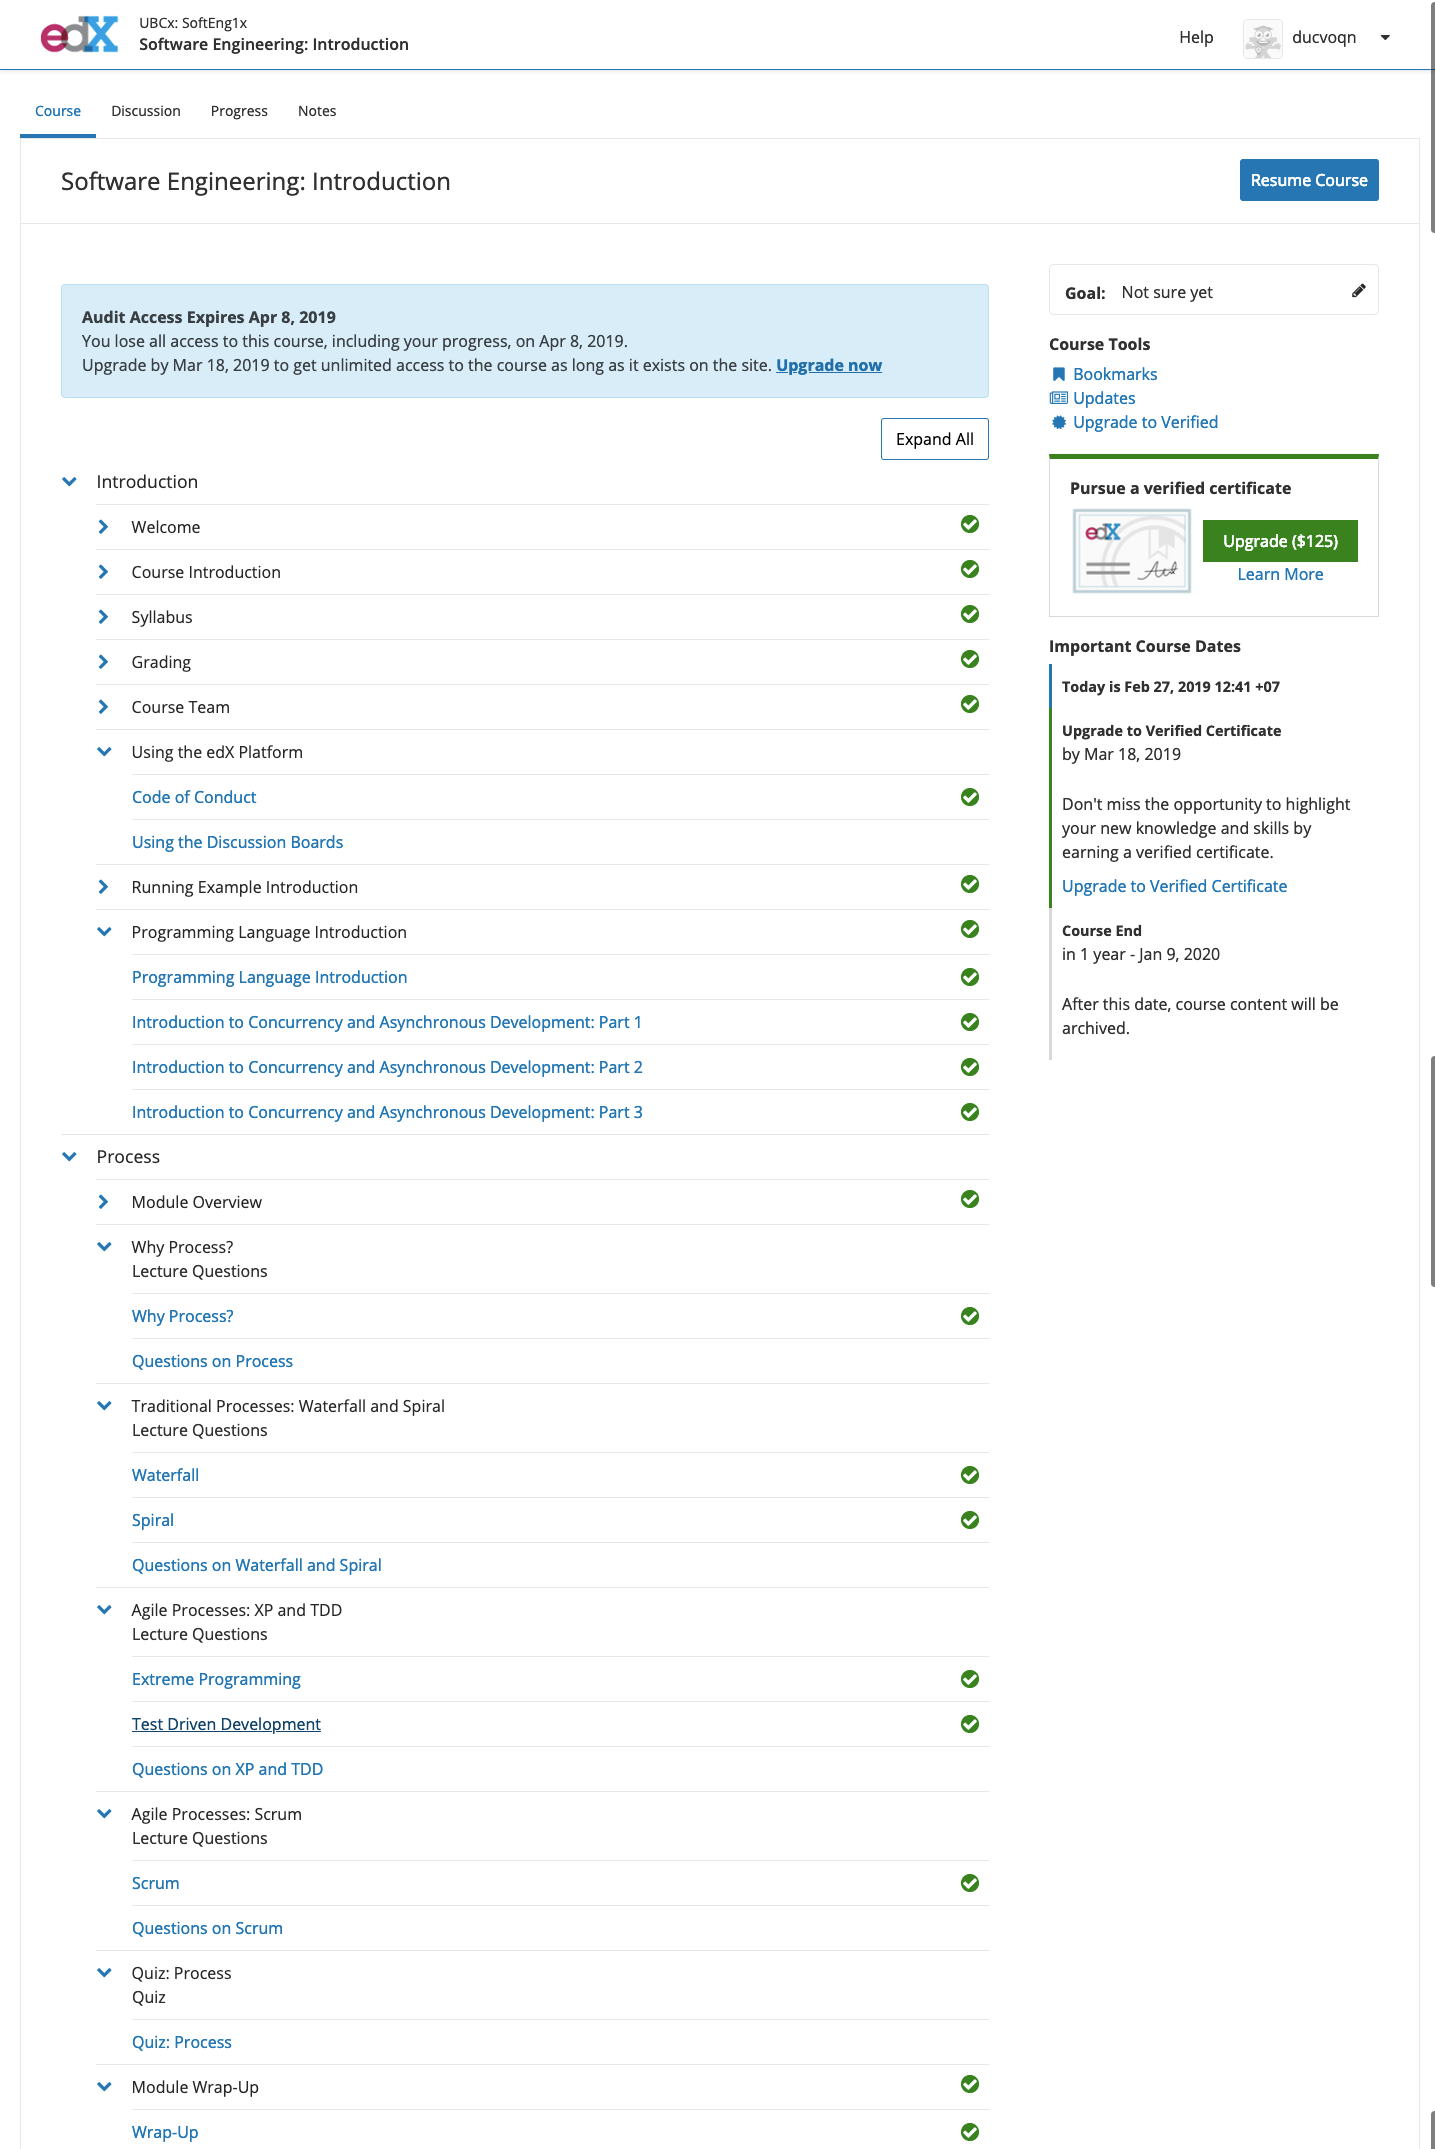 edX
UBCx: SoftEng1x
Software Engineering: Introduction
Help
ducvoqn
Course
Discussion
Progress
Notes
Software Engineering: Introduction
Resume Course
Audit Access Expires Apr 8, 2019
You lose all access to this course, including your progress, on Apr 8, 2019.
Upgrade by Mar 18, 2019 to get unlimited access to the course as long as it exists on the site. Upgrade now
Expand All
Introduction
Welcome
Course Introduction
Syllabus
Grading
Course Team
Using the edX Platform
Code of Conduct
Using the Discussion Boards
Running Example Introduction
Programming Language Introduction
Programming Language Introduction
Introduction to Concurrency and Asynchronous Development: Part 1
Introduction to Concurrency and Asynchronous Development: Part 2
Introduction to Concurrency and Asynchronous Development: Part 3
Process
Module Overview
Why Process?
Lecture Questions
Why Process?
Questions on Process
Traditional Processes: Waterfall and Spiral
Lecture Questions
Waterfall
Spiral
Questions on Waterfall and Spiral
Agile Processes: XP and TDD
Lecture Questions
Extreme Programming
Test Driven Development
Questions on XP and TDD
Agile Processes: Scrum
Lecture Questions
Scrum
Questions on Scrum
Quiz: Process
Quiz
Quiz: Process
Module Wrap-Up
Wrap-Up
Goal: Not sure yet
Course Tools
Bookmarks
Updates
Upgrade to Verified
Pursue a verified certificate
edX
Upgrade ($125)
Learn More
Important Course Dates
Today is Feb 27, 2019 12:41 +07
Upgrade to Verified Certificate
by Mar 18, 2019
Don't miss the opportunity to highlight
your new knowledge and skills by
earning a verified certificate.
Upgrade to Verified Certificate
Course End
in 1 year - Jan 9, 2020
After this date, course content will be
archived.